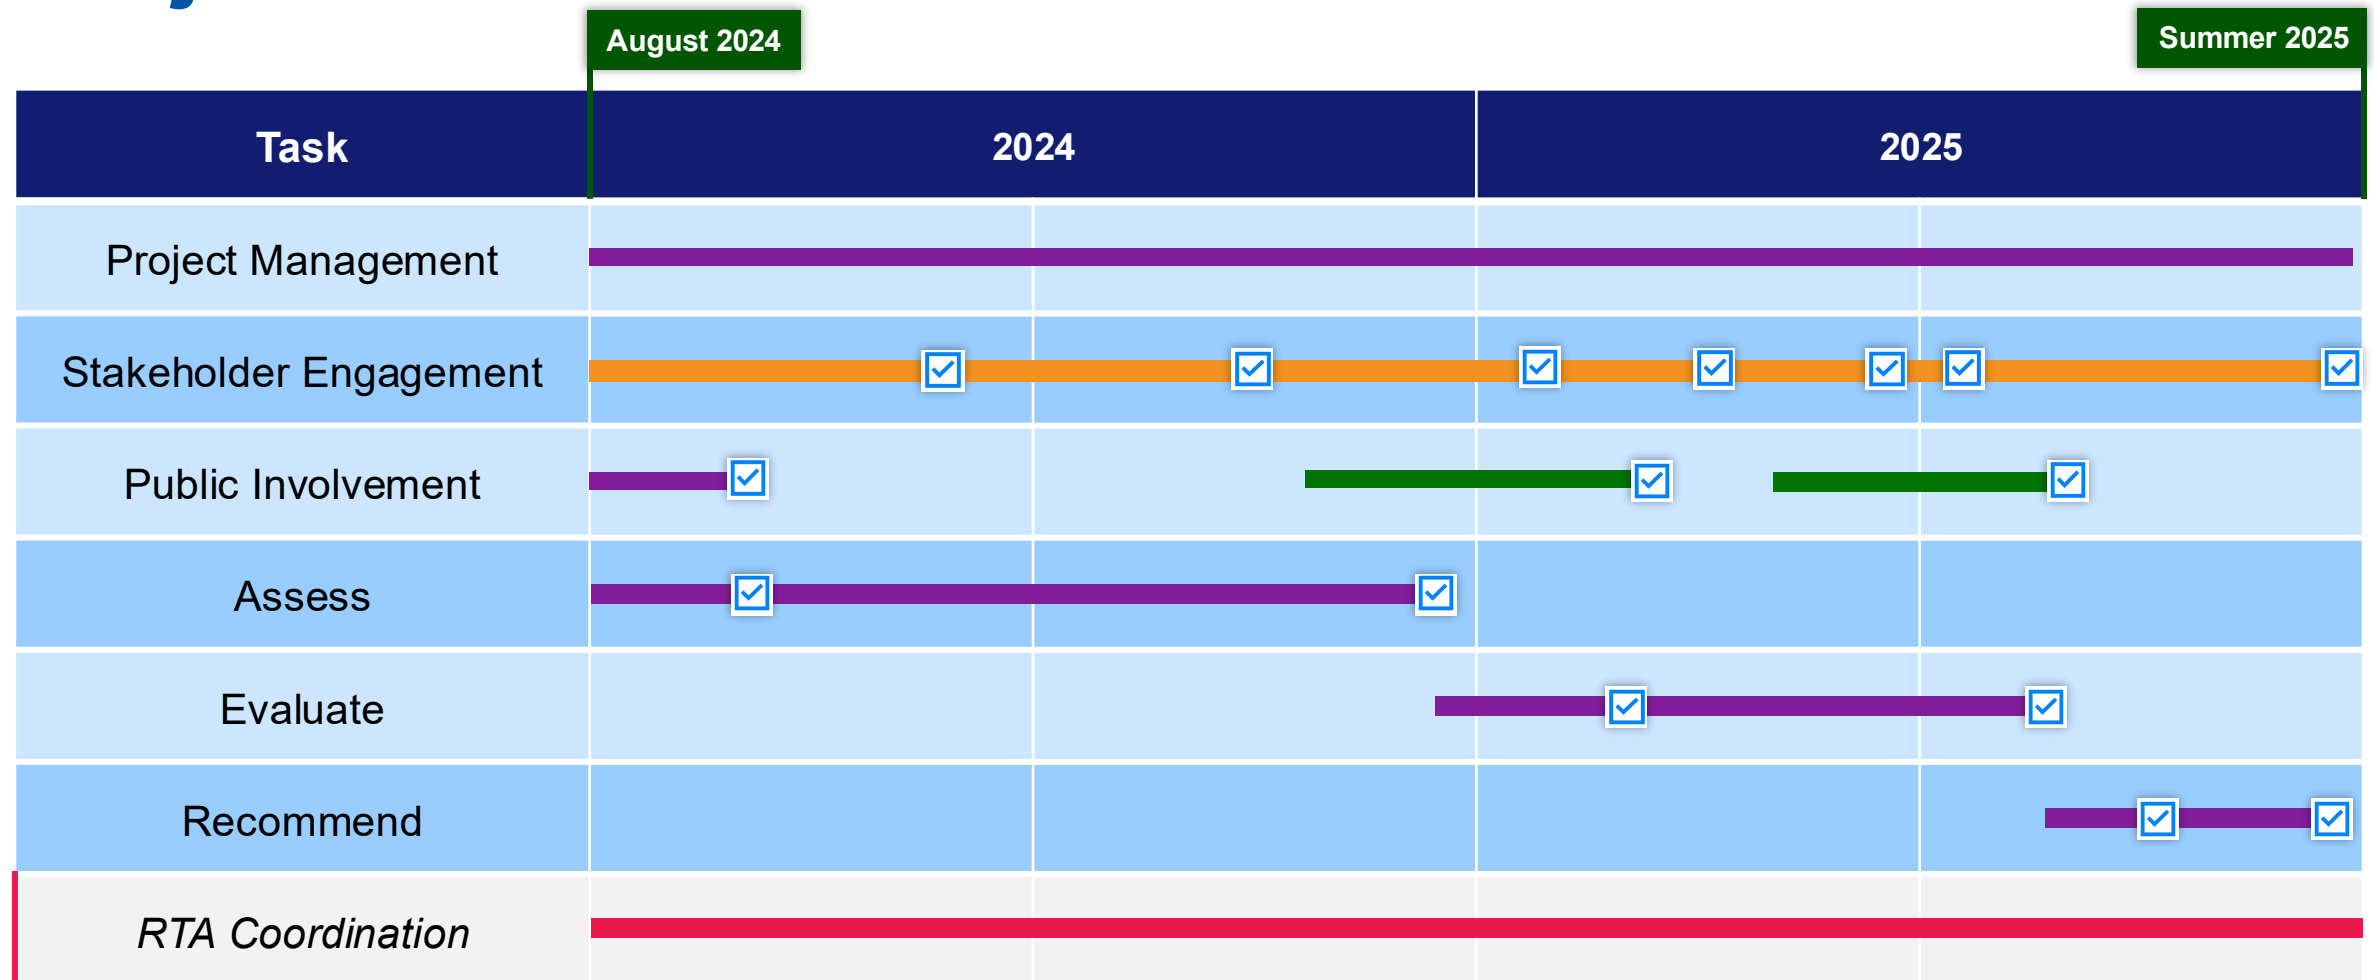 August 2024
Summer 2025
Task 2024 2025
Project Management
Stakeholder Engagement
Public Involvement
Assess
Evaluate
Recommend
RTA Coordination